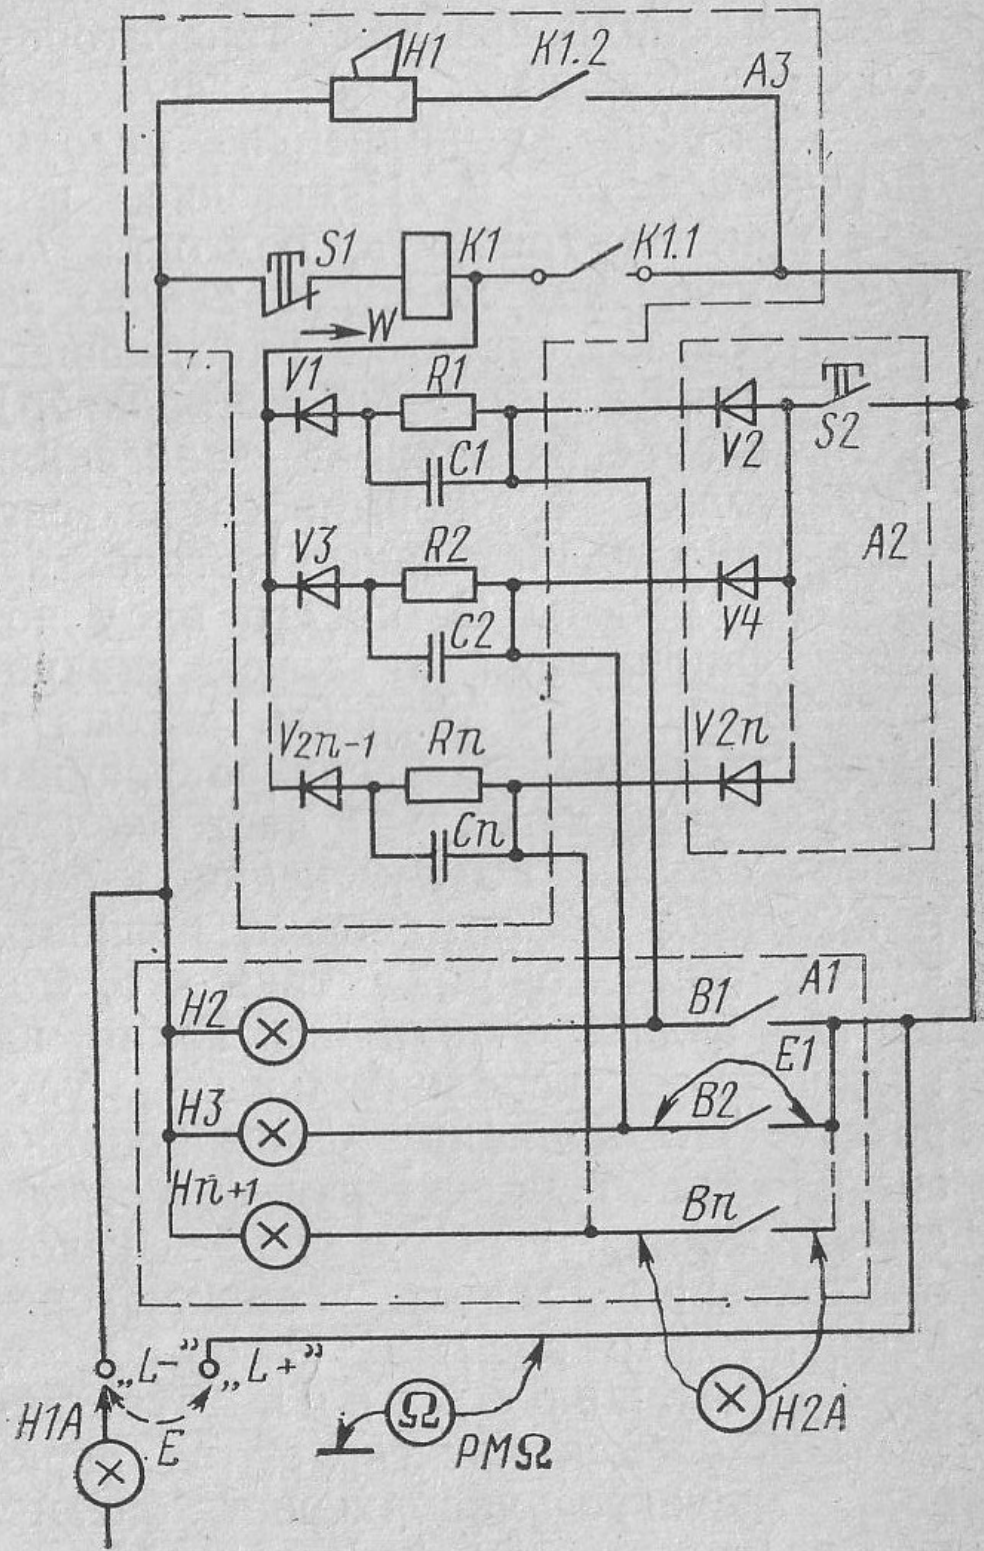 H1 K1.2 A3
S1 K1 K1.1
W
V1 R1
V2 S2
C1
V3 R2 A2
C2 V4
V2n-1 Rn V2n
Cn
H2 B1 A1
E1
H3 B2
Hn+1 Bn
„L-” „L+”
H1A E Ω H2A
PMΩ